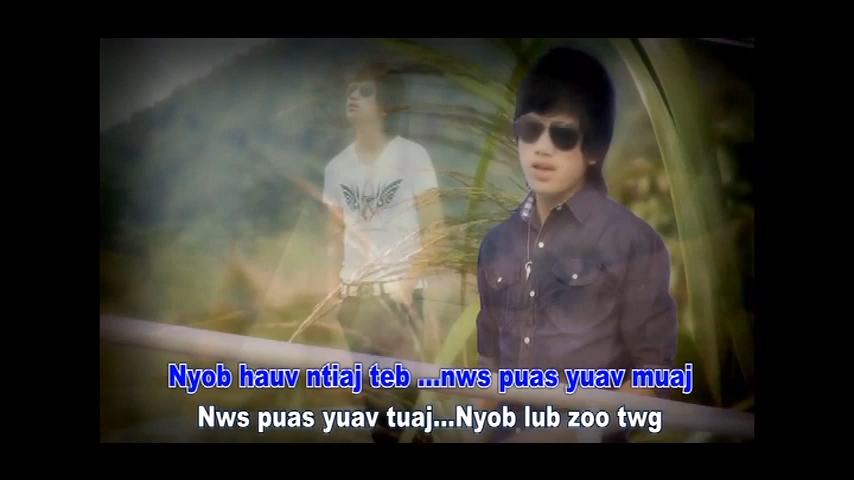 Nyob hauv ntiaj teb ...nws puas yuav muaj
Nws puas yuav tuaj...Nyob lub zoo twg